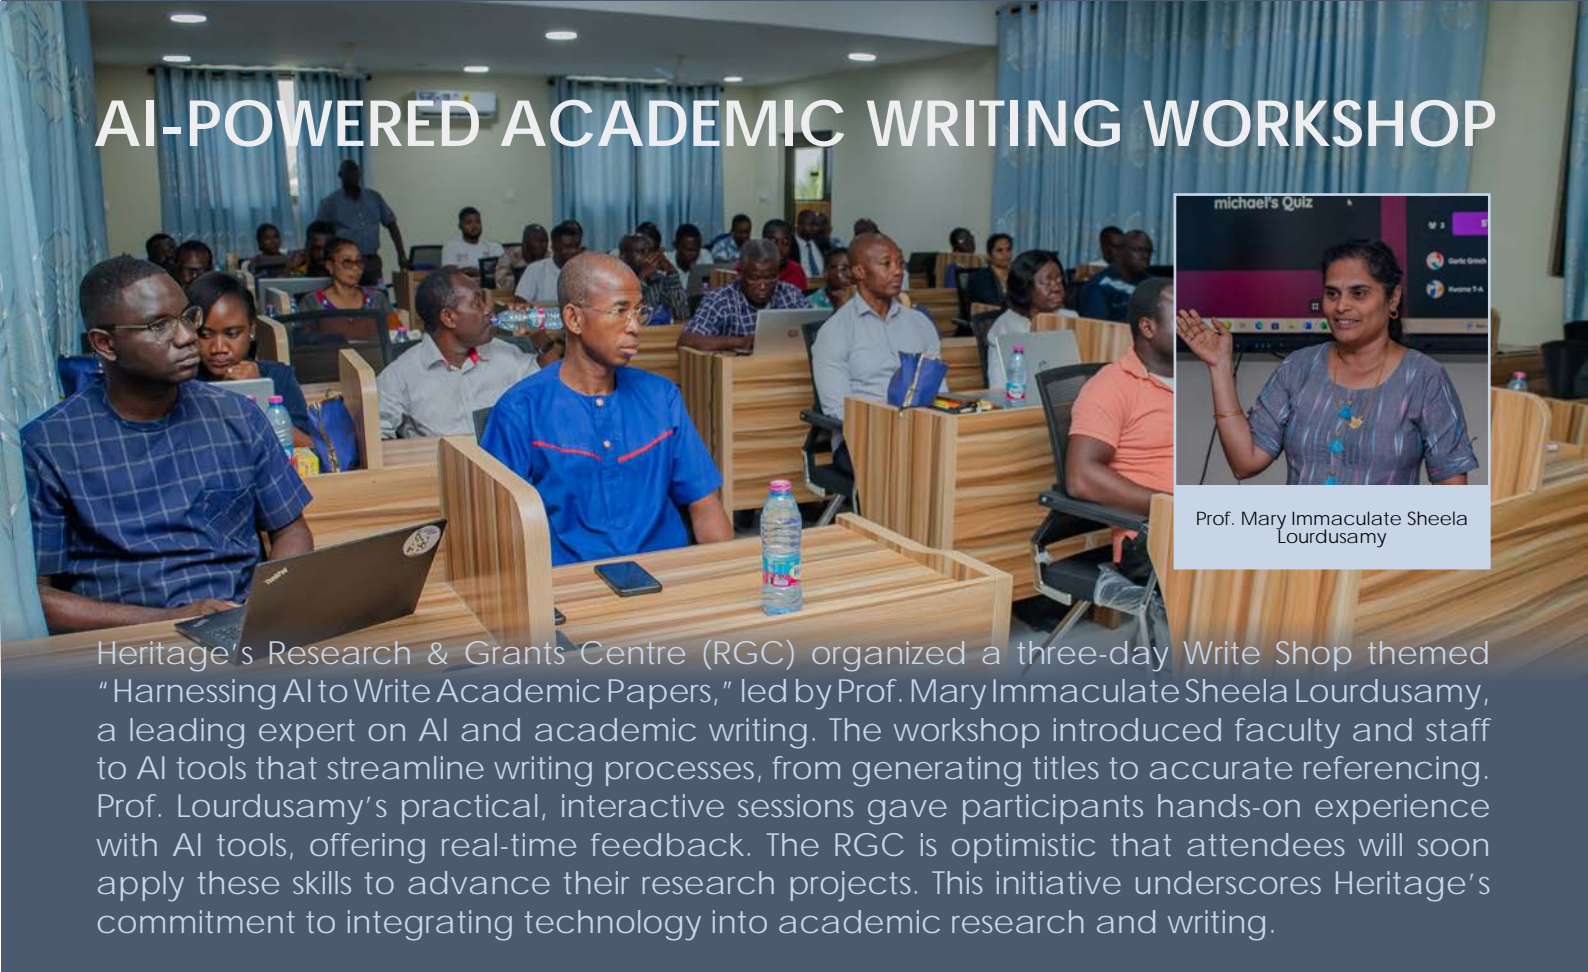 AI-POWERED ACADEMIC WRITING WORKSHOP
michael's Quiz
Garlic Grinch
Kwame T-A
Prof. Mary Immaculate Sheela
Lourdusamy
ThinkPad
Heritage's Research & Grants Centre (RGC) organized a three-day Write Shop themed
“Harnessing AI to Write Academic Papers,” led by Prof. Mary Immaculate Sheela Lourdusamy,
a leading expert on AI and academic writing. The workshop introduced faculty and staff
to AI tools that streamline writing processes, from generating titles to accurate referencing.
Prof. Lourdusamy's practical, interactive sessions gave participants hands-on experience
with AI tools, offering real-time feedback. The RGC is optimistic that attendees will soon
apply these skills to advance their research projects. This initiative underscores Heritage's
commitment to integrating technology into academic research and writing.